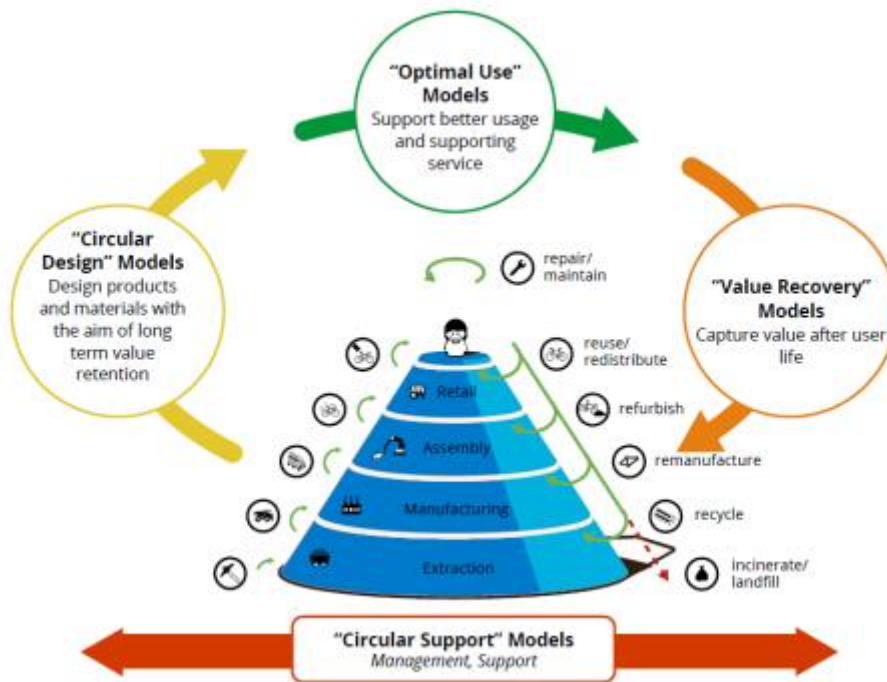 “Optimal Use”
Models
Support better usage
and supporting
service
“Circular
Design” Models
Design products
and materials with
the aim of long
term value
retention
“Value Recovery”
Models
Capture value after user
life
repair/
maintain
reuse/
redistribute
refurbish
remanufacture
recycle
incinerate/
landfill
Retail
Assembly
Manufacturing
Extraction
“Circular Support” Models
Management, Support